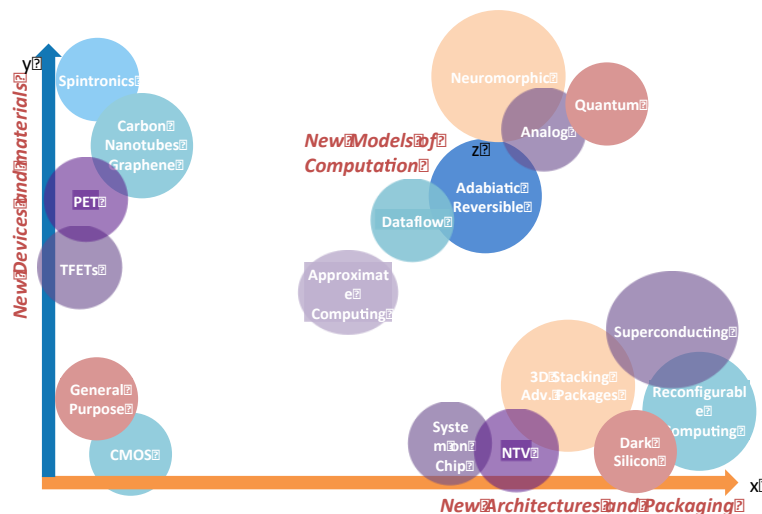 y
New Devices and materials
Spintronics
Carbon
Nanotubes
Graphene
PET
TFETs
General
Purpose
CMOS
New Models of
Computation
z
Neuromorphic
Quantum
Analog
Adabiatic
Reversible
Dataflow
Approximat
e
Computing
Superconducting
3D Stacking
Adv. Packages
Reconfigurabl
e
Computing
Syste
m on
Chip
NTV
Dark
Silicon
x
New Architectures and Packaging